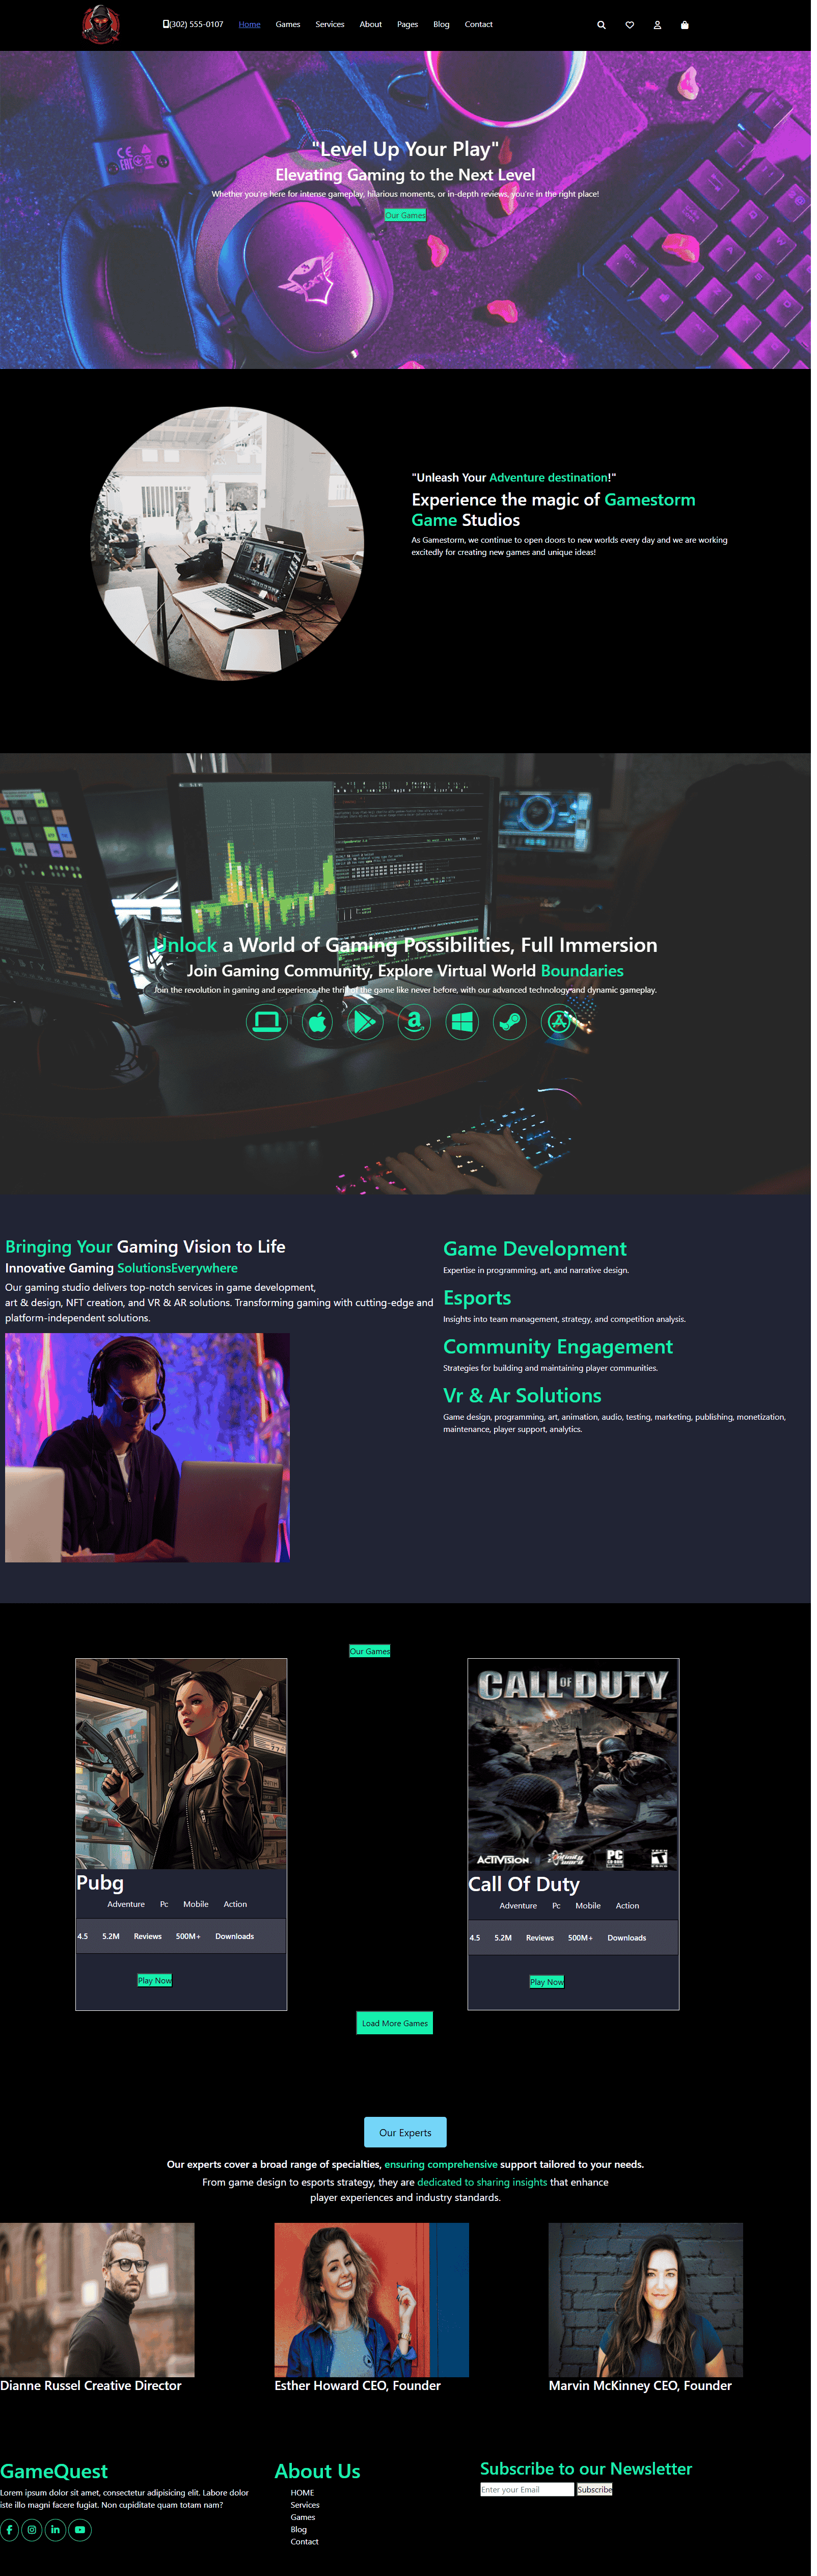 (302) 555-0107 Home Games Services About Pages Blog Contact
"Level Up Your Play"
Elevating Gaming to the Next Level
Whether you're here for intense gameplay, hilarious moments, or in-depth reviews, you're in the right place!
Our Games
"Unleash Your Adventure destination!"
Experience the magic of Gamestorm
Game Studios
As Gamestorm, we continue to open doors to new worlds every day and we are working
excitedly for creating new games and unique ideas!
Unlock a World of Gaming Possibilities, Full Immersion
Join Gaming Community, Explore Virtual World Boundaries
Join the revolution in gaming and experience the thrill of the game like never before, with our advanced technology and dynamic gameplay.
Bringing Your Gaming Vision to Life
Innovative Gaming SolutionsEverywhere
Our gaming studio delivers top-notch services in game development,
art & design, NFT creation, and VR & AR solutions. Transforming gaming with cutting-edge and
platform-independent solutions.
Game Development
Expertise in programming, art, and narrative design.
Esports
Insights into team management, strategy, and competition analysis.
Community Engagement
Strategies for building and maintaining player communities.
Vr & Ar Solutions
Game design, programming, art, animation, audio, testing, marketing, publishing, monetization,
maintenance, player support, analytics.
Our Games
Pubg
Adventure Pc Mobile Action
4.5 5.2M Reviews 500M+ Downloads
Play Now
CALL OF DUTY
ACTIVISION PC
Call Of Duty
Adventure Pc Mobile Action
4.5 5.2M Reviews 500M+ Downloads
Play Now
Load More Games
Our Experts
Our experts cover a broad range of specialties, ensuring comprehensive support tailored to your needs.
From game design to esports strategy, they are dedicated to sharing insights that enhance
player experiences and industry standards.
Dianne Russel Creative Director
Esther Howard CEO, Founder
Marvin McKinney CEO, Founder
GameQuest
Lorem ipsum dolor sit amet, consectetur adipisicing elit. Labore dolor
iste illo magni facere fugiat. Non cupiditate quam totam nam?
About Us
HOME
Services
Games
Blog
Contact
Subscribe to our Newsletter
Enter your Email Subscribe